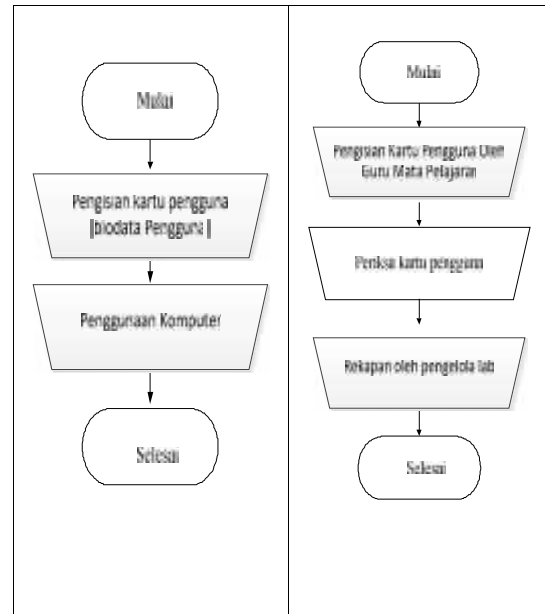 Mulai
Pengisian kartu pengguna
[biodata Pengguna]
Penggunaan Komputer
Selesai
Mulai
Pengisian Kartu Pengguna Oleh
Guru Mata Pelajaran
Periksa kartu pengguna
Rekapan oleh pengelola lab
Selesai